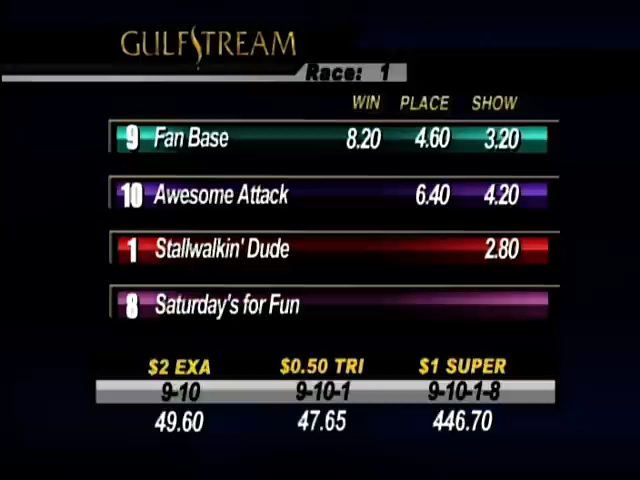 GULFSTREAM
Race: 1
WIN PLACE SHOW
9 Fan Base 8.20 4.60 3.20
10 Awesome Attack 6.40 4.20
1 Stallwalkin' Dude 2.80
8 Saturday's for Fun
$2 EXA $0.50 TRI $1 SUPER
9-10 9-10-1 9-10-1-8
49.60 47.65 446.70